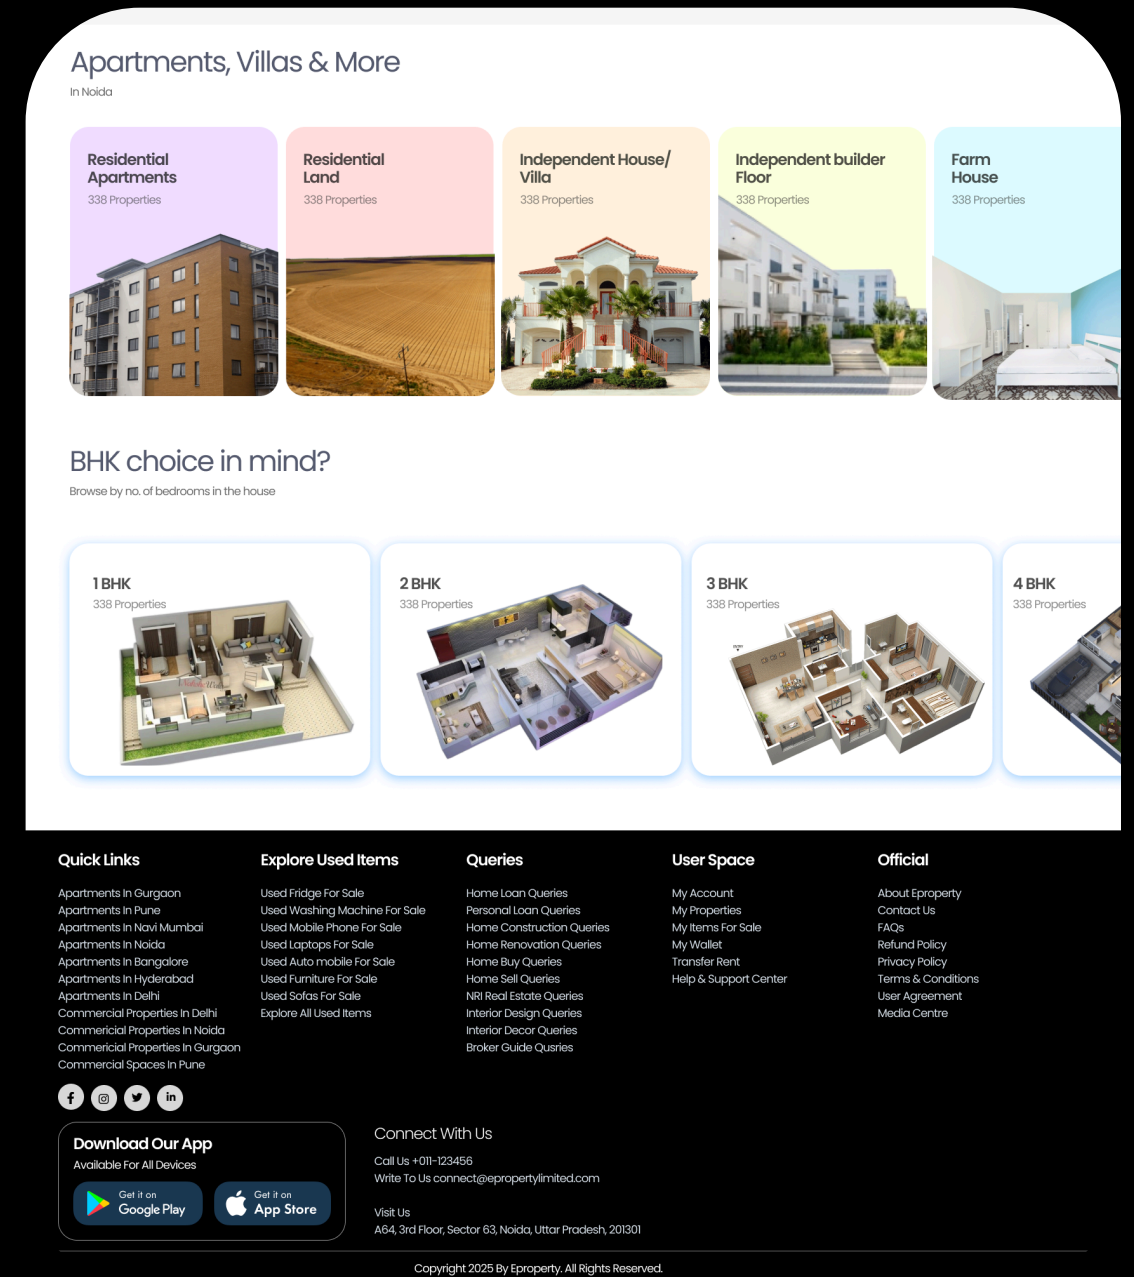 Apartments, Villas & More
In Noida
Residential
Apartments
338 Properties
Residential
Land
338 Properties
Independent House/
Villa
338 Properties
Independent builder
Floor
338 Properties
Farm
House
338 Properties
BHK choice in mind?
Browse by no. of bedrooms in the house
1 BHK
338 Properties
2 BHK
338 Properties
3 BHK
338 Properties
4 BHK
338 Properties
Quick Links
Apartments In Gurgaon
Apartments In Pune
Apartments In Navi Mumbai
Apartments In Noida
Apartments In Bangalore
Apartments In Hyderabad
Apartments In Delhi
Commercial Properties In Delhi
Commericial Properties In Noida
Commericial Properties In Gurgaon
Commercial Spaces In Pune
Explore Used Items
Used Fridge For Sale
Used Washing Machine For Sale
Used Mobile Phone For Sale
Used Laptops For Sale
Used Auto mobile For Sale
Used Furniture For Sale
Used Sofas For Sale
Explore All Used Items
Queries
Home Loan Queries
Personal Loan Queries
Home Construction Queries
Home Renovation Queries
Home Buy Queries
Home Sell Queries
NRI Real Estate Queries
Interior Design Queries
Interior Decor Queries
Broker Guide Qusries
User Space
My Account
My Properties
My Items For Sale
My Wallet
Transfer Rent
Help & Support Center
Official
About Eproperty
Contact Us
FAQs
Refund Policy
Privacy Policy
Terms & Conditions
User Agreement
Media Centre
Download Our App
Available For All Devices
Get it on
Google Play
Get it on
App Store
Connect With Us
Call Us +011-123456
Write To Us connect@epropertylimited.com
Visit Us
A64, 3rd Floor, Sector 63, Noida, Uttar Pradesh, 201301
Copyright 2025 By Eproperty. All Rights Reserved.